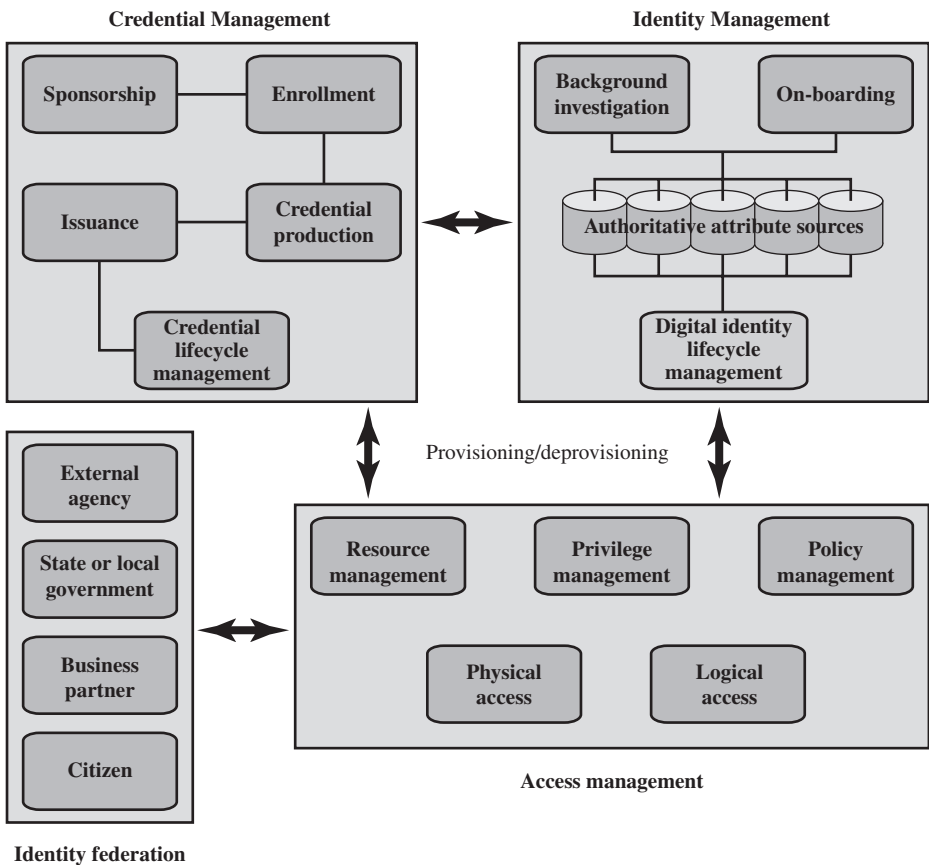 Credential Management
Sponsorship
Enrollment
Issuance
Credential
production
Credential
lifecycle
management
Identity Management
Background
investigation
On-boarding
Authoritative attribute sources
Digital identity
lifecycle
management
Provisioning/deprovisioning
External
agency
State or local
government
Business
partner
Citizen
Identity federation
Resource
management
Privilege
management
Policy
management
Physical
access
Logical
access
Access management